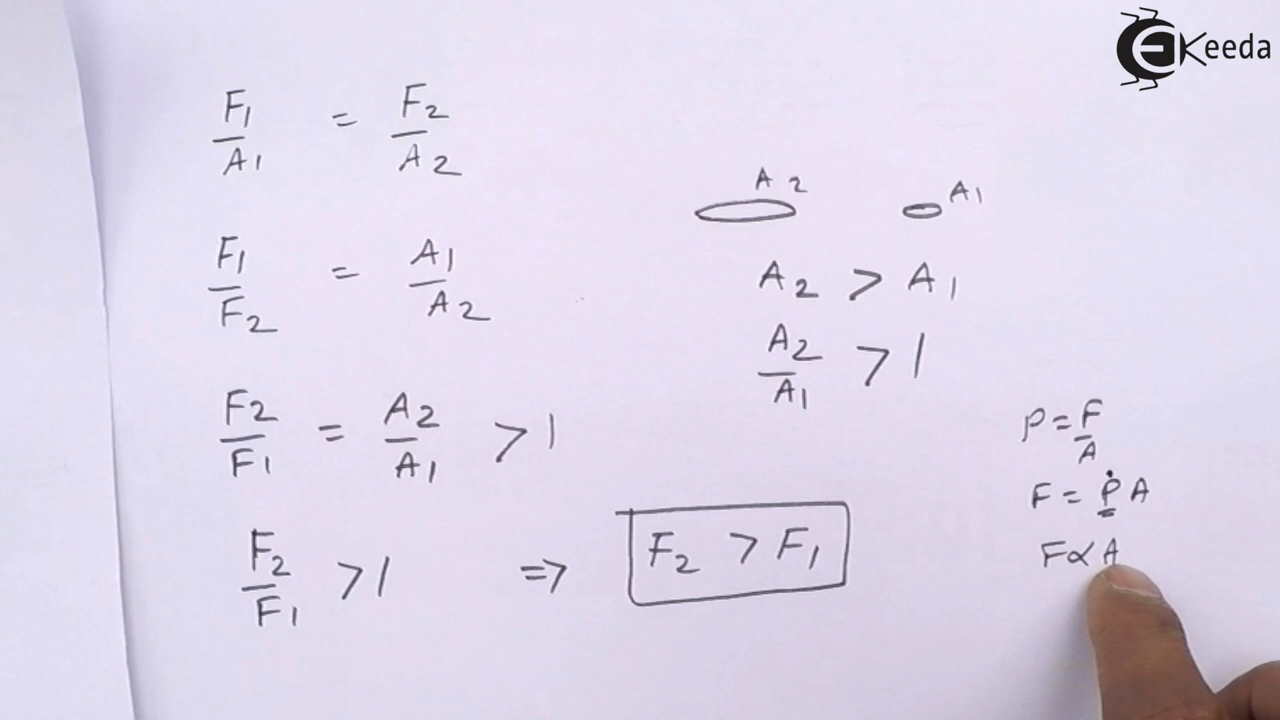 EKeeda
F₁/A₁ = F₂/A₂
F₁/F₂ = A₁/A₂
F₂/F₁ = A₂/A₁ > 1
F₂/F₁ > 1 ⇒ F₂ > F₁
A₂ A₁
A₂ > A₁
A₂/A₁ > 1
P = F/A
F = P A
F ∝ A